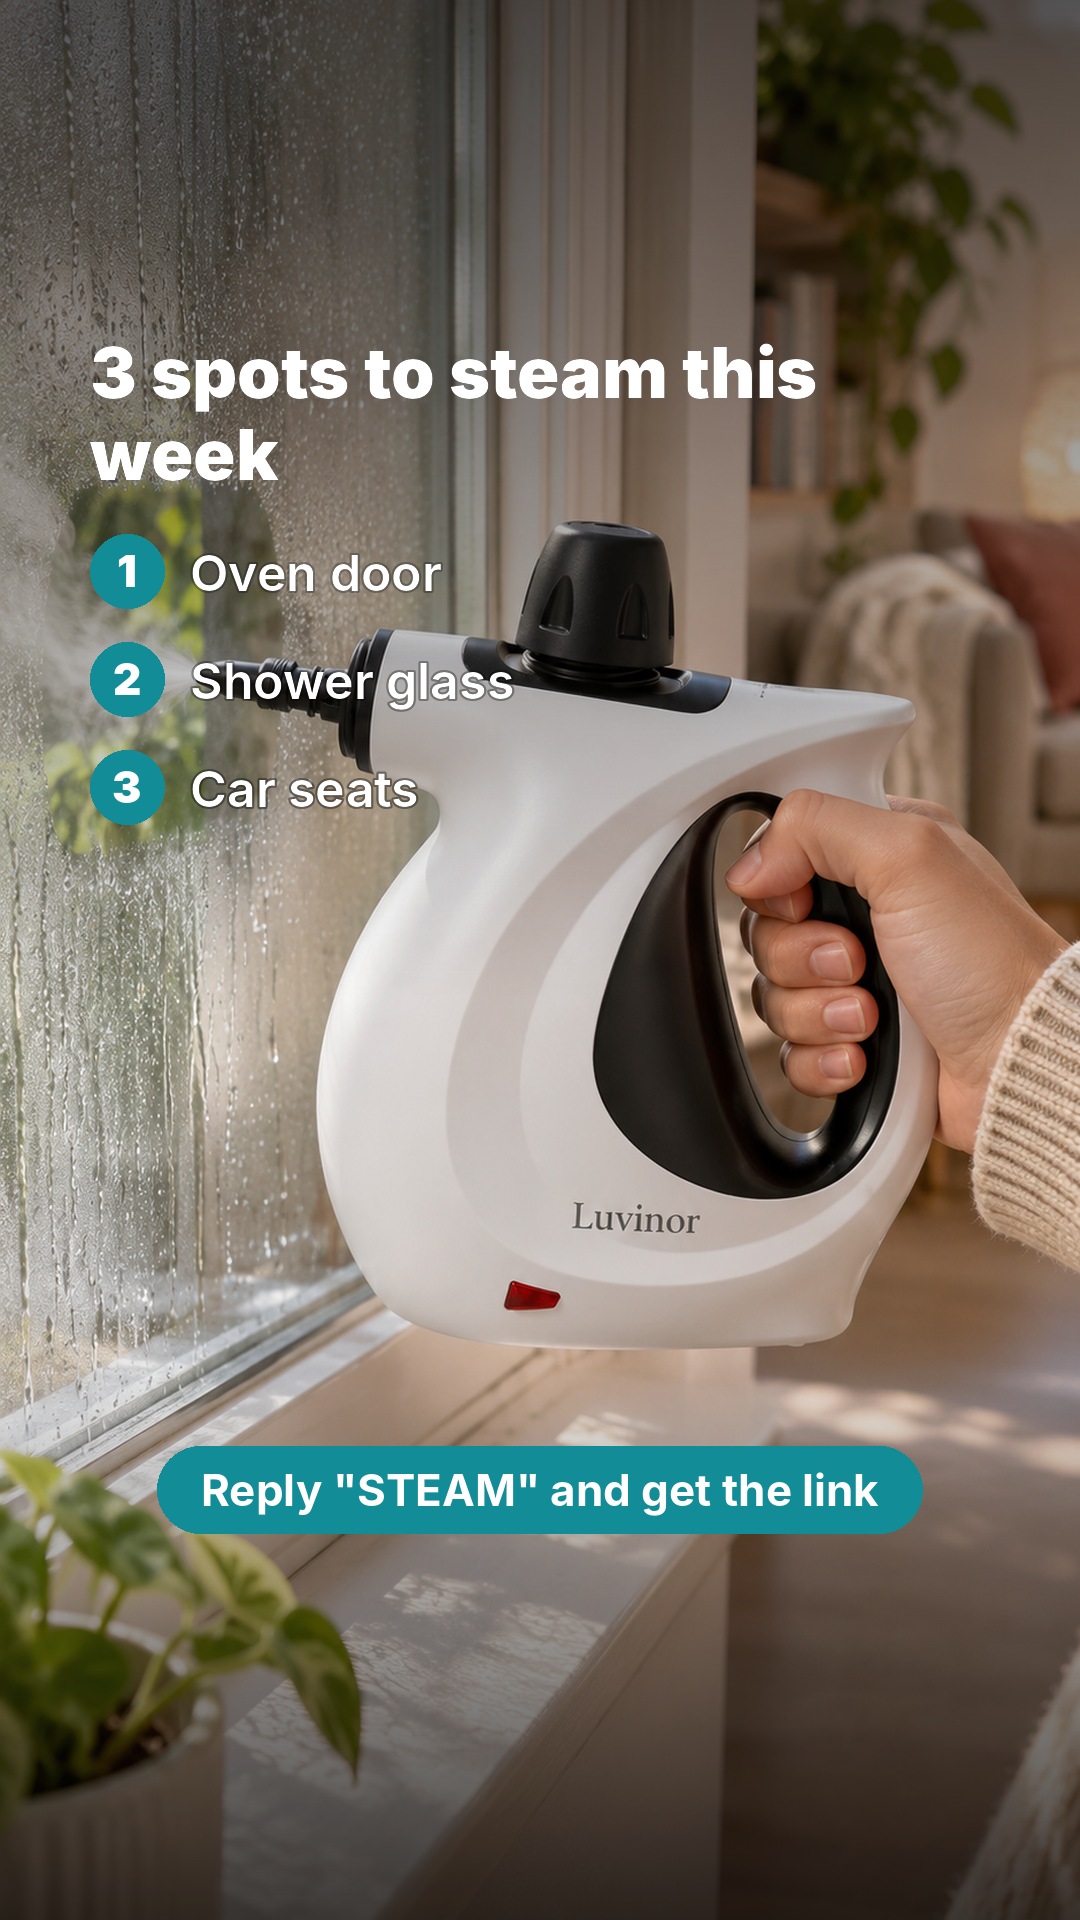 3 spots to steam this
week
1 Oven door
2 Shower glass
3 Car seats
Luvinor
Reply "STEAM" and get the link